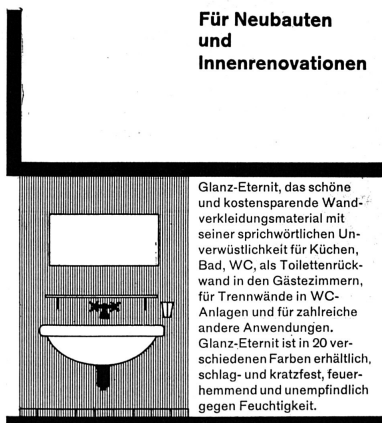 Für Neubauten
und
Innenrenovationen
Glanz-Eternit, das schöne
und kostensparende Wand-
verkleidungsmaterial mit
seiner sprichwörtlichen Un-
verwüstlichkeit für Küchen,
Bad, WC, als Toilettenrück-
wand in den Gästezimmern,
für Trennwände in WC-
Anlagen und für zahlreiche
andere Anwendungen.
Glanz-Eternit ist in 20 ver-
schiedenen Farben erhältlich,
schlag- und kratzfest, feuer-
hemmend und unempfindlich
gegen Feuchtigkeit.